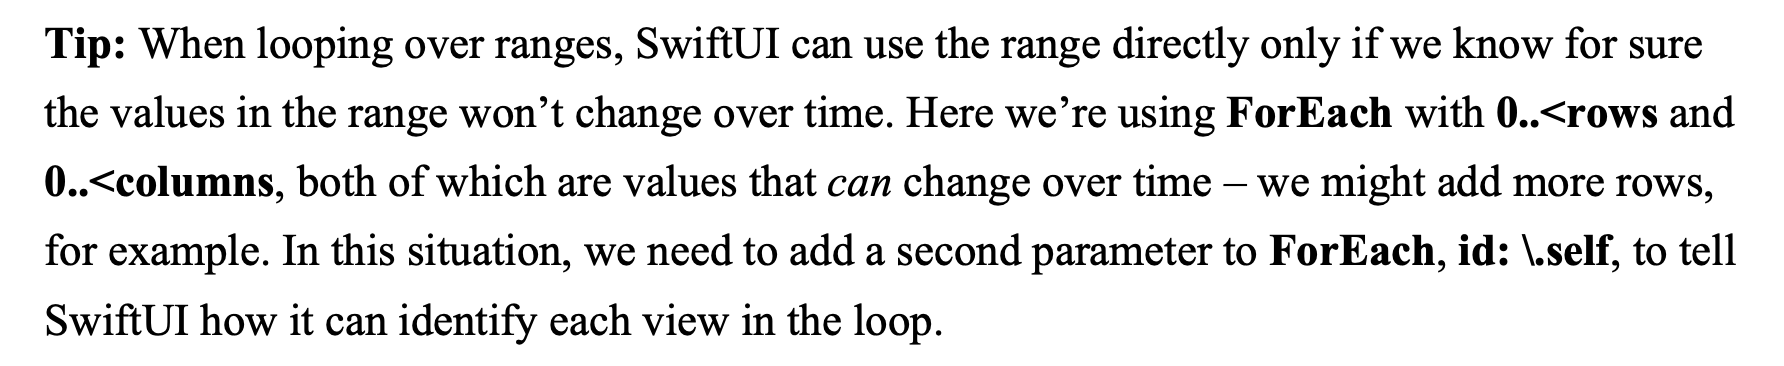 Tip: When looping over ranges, SwiftUI can use the range directly only if we know for sure
the values in the range won’t change over time. Here we’re using ForEach with 0..<rows and
0..<columns, both of which are values that can change over time – we might add more rows,
for example. In this situation, we need to add a second parameter to ForEach, id: \.self, to tell
SwiftUI how it can identify each view in the loop.